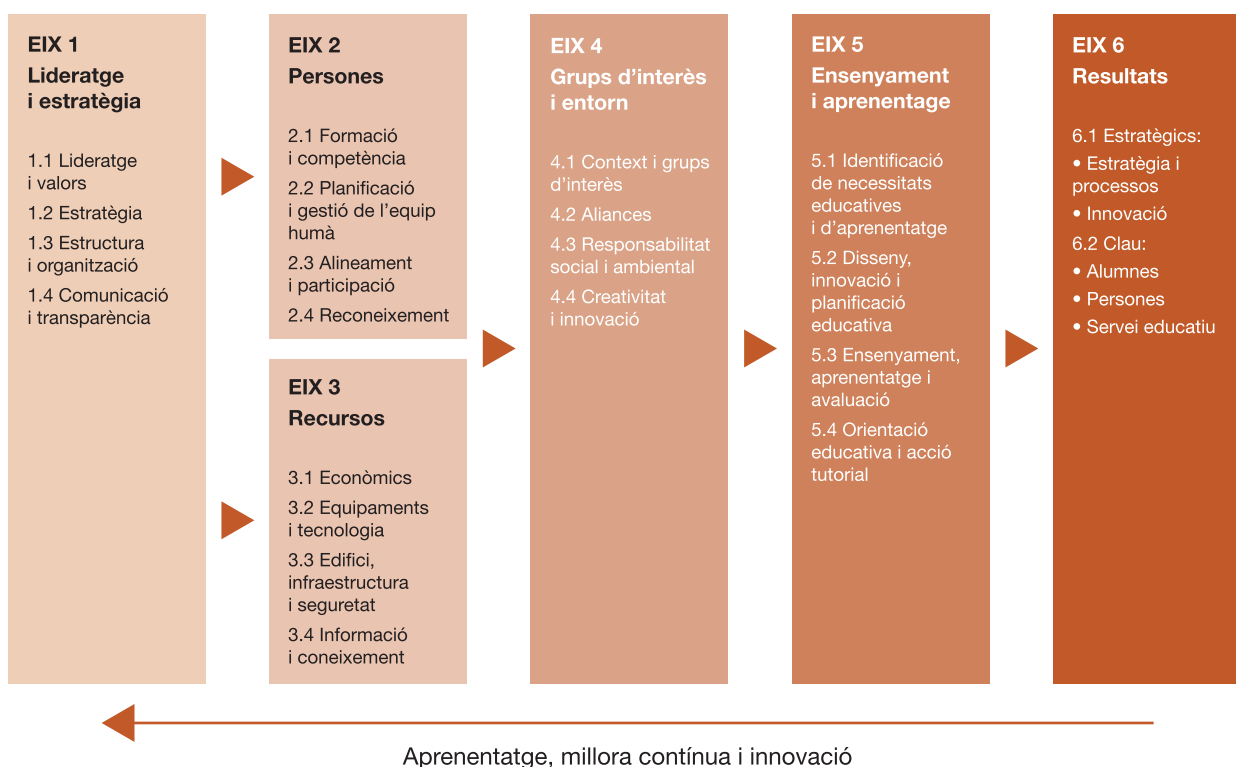 EIX 1
Lideratge
i estratègia
1.1 Lideratge
i valors
1.2 Estratègia
1.3 Estructura
i organització
1.4 Comunicació
i transparència
EIX 2
Persones
2.1 Formació
i competència
2.2 Planificació
i gestió de l’equip
humà
2.3 Alineament
i participació
2.4 Reconeixement
EIX 3
Recursos
3.1 Econòmics
3.2 Equipaments
i tecnologia
3.3 Edifici,
infraestructura
i seguretat
3.4 Informació
i coneixement
EIX 4
Grups d’interès
i entorn
4.1 Context i grups
d’interès
4.2 Aliances
4.3 Responsabilitat
social i ambiental
4.4 Creativitat
i innovació
EIX 5
Ensenyament
i aprenentage
5.1 Identificació
de necessitats
educatives
i d’aprenentatge
5.2 Disseny,
innovació i
planificació
educativa
5.3 Ensenyament,
aprenentatge i
avaluació
5.4 Orientació
educativa i acció
tutorial
EIX 6
Resultats
6.1 Estratègics:
• Estratègia i
processos
• Innovació
6.2 Clau:
• Alumnes
• Persones
• Servei educatiu
Aprenentatge, millora contínua i innovació